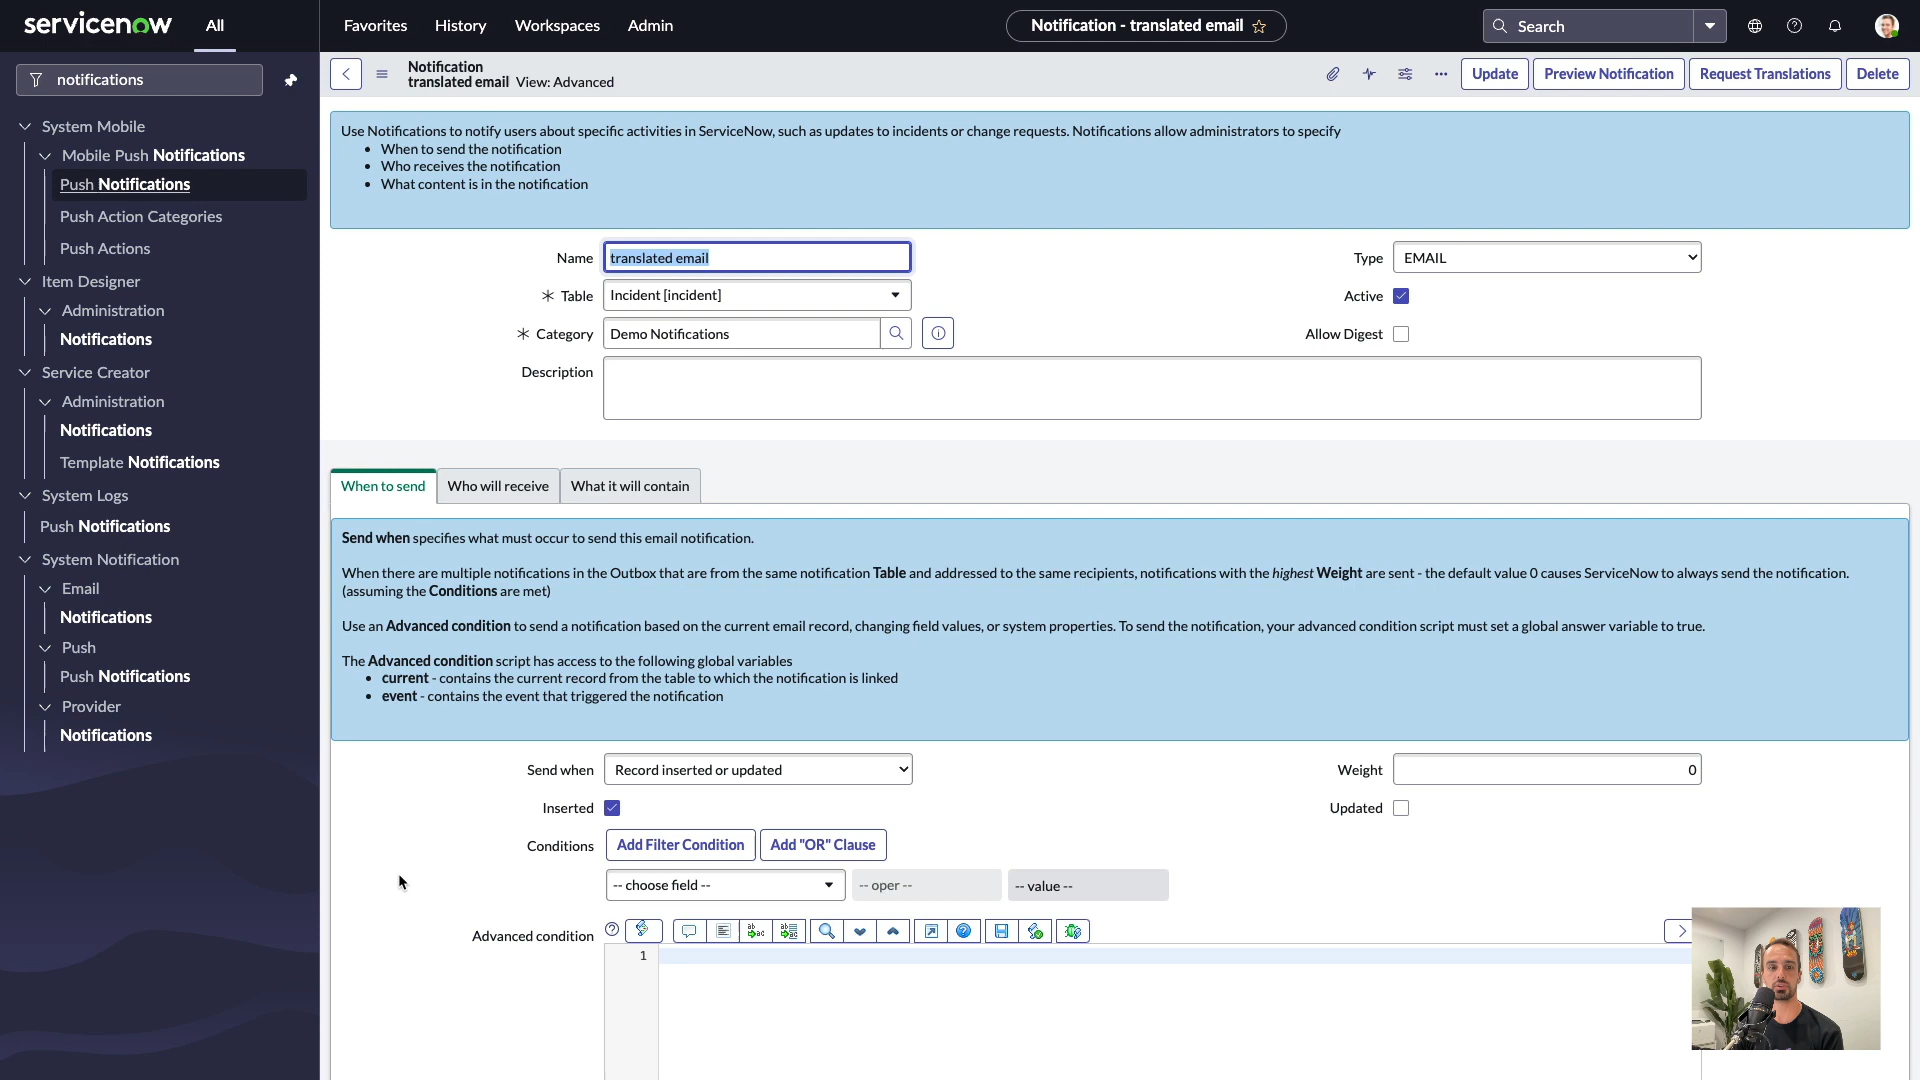 servicenow
All
Favorites
History
Workspaces
Admin
Notification - translated email
Search
notifications
System Mobile
Mobile Push Notifications
Push Notifications
Push Action Categories
Push Actions
Item Designer
Administration
Notifications
Service Creator
Administration
Notifications
Template Notifications
System Logs
Push Notifications
System Notification
Email
Notifications
Push
Push Notifications
Provider
Notifications
Notification
translated email View: Advanced
Update
Preview Notification
Request Translations
Delete
Use Notifications to notify users about specific activities in ServiceNow, such as updates to incidents or change requests. Notifications allow administrators to specify
• When to send the notification
• Who receives the notification
• What content is in the notification
Name translated email
Type EMAIL
Table Incident [incident]
Active
Category Demo Notifications
Allow Digest
Description
When to send
Who will receive
What it will contain
Send when specifies what must occur to send this email notification.
When there are multiple notifications in the Outbox that are from the same notification Table and addressed to the same recipients, notifications with the highest Weight are sent - the default value 0 causes ServiceNow to always send the notification.
(assuming the Conditions are met)
Use an Advanced condition to send a notification based on the current email record, changing field values, or system properties. To send the notification, your advanced condition script must set a global answer variable to true.
The Advanced condition script has access to the following global variables
• current - contains the current record from the table to which the notification is linked
• event - contains the event that triggered the notification
Send when Record inserted or updated
Weight 0
Inserted
Updated
Conditions Add Filter Condition Add "OR" Clause
-- choose field -- -- oper -- -- value --
Advanced condition
1